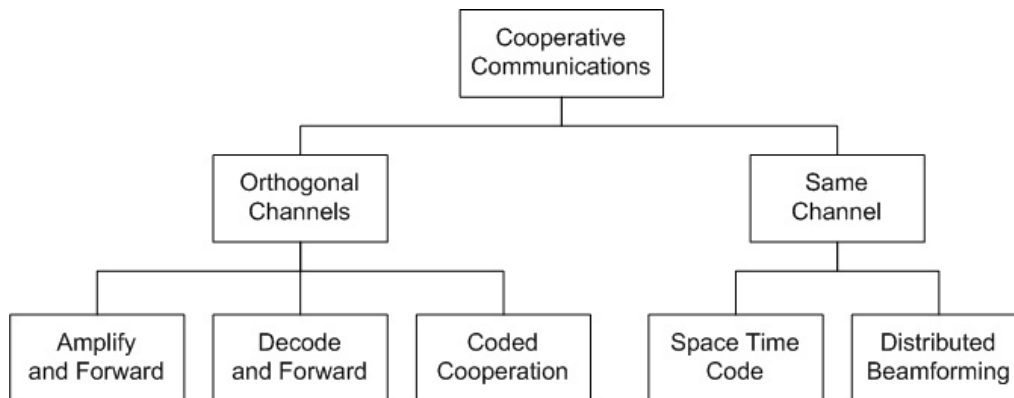 Cooperative
Communications
Orthogonal
Channels
Same
Channel
Amplify
and Forward
Decode
and Forward
Coded
Cooperation
Space Time
Code
Distributed
Beamforming